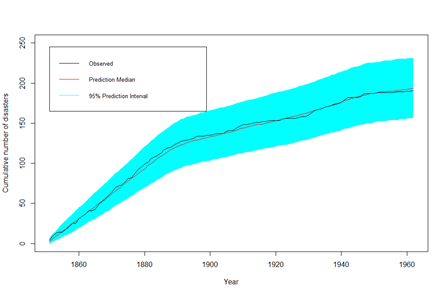 Observed
Prediction Median
95% Prediction Interval
Cumulative number of disasters
250
200
150
100
50
0
1860
1880
1900
1920
1940
1960
Year